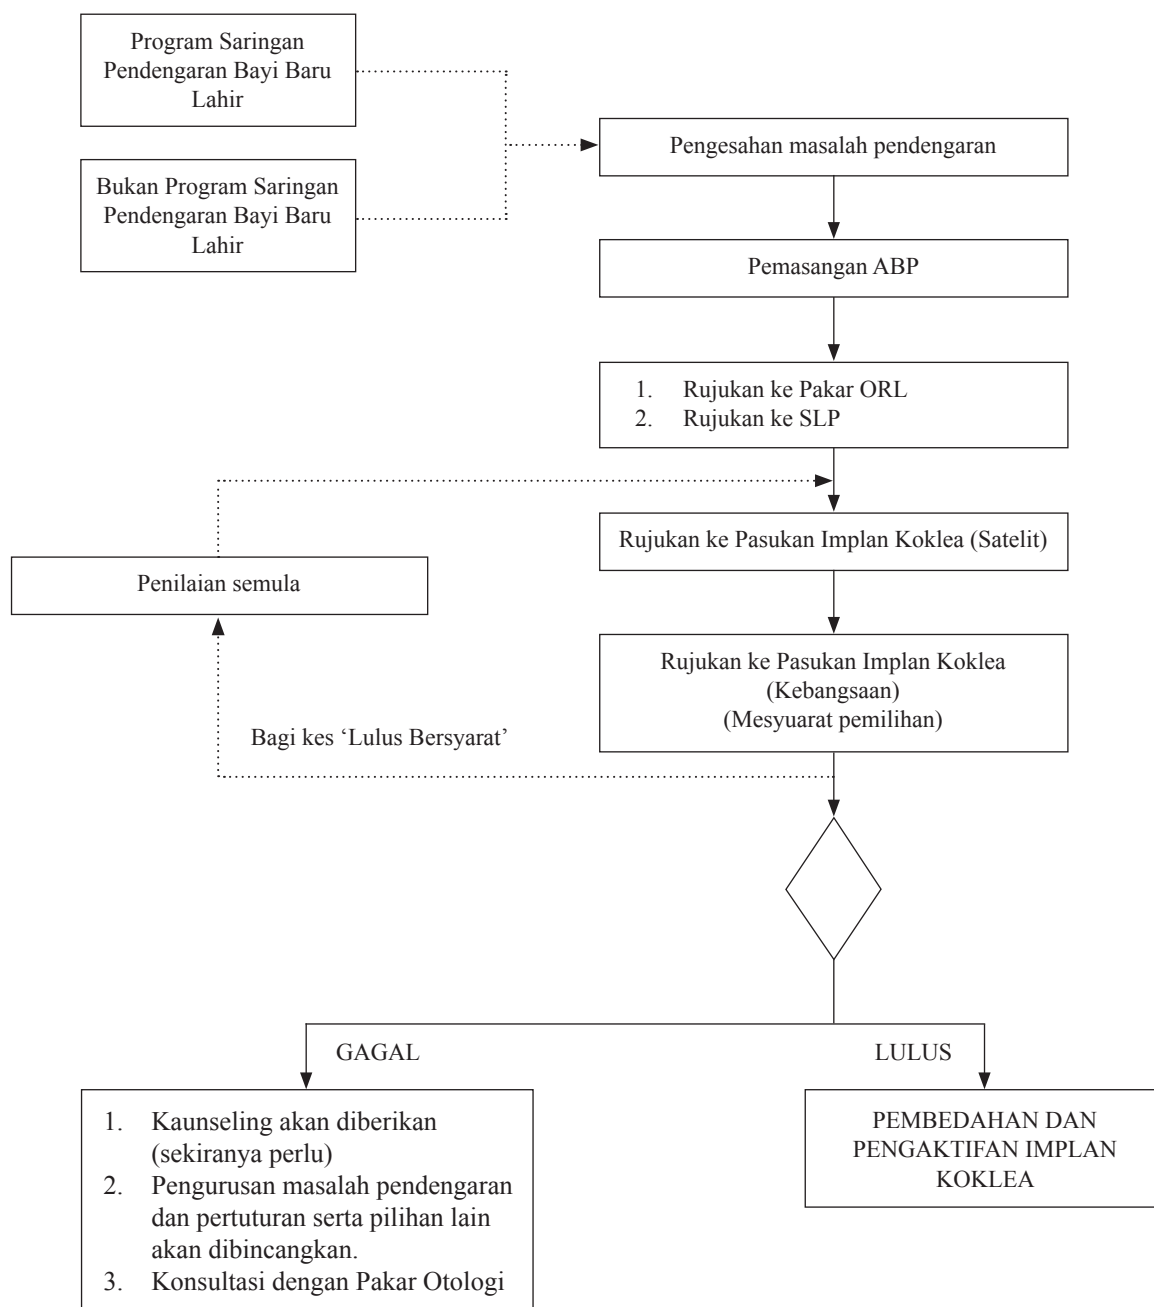 Program Saringan
Pendengaran Bayi Baru
Lahir
Pengesahan masalah pendengaran
Bukan Program Saringan
Pendengaran Bayi Baru
Lahir
Pemasangan ABP
1. Rujukan ke Pakar ORL
2. Rujukan ke SLP
Rujukan ke Pasukan Implan Koklea (Satelit)
Penilaian semula
Rujukan ke Pasukan Implan Koklea
(Kebangsaan)
(Mesyuarat pemilihan)
Bagi kes ‘Lulus Bersyarat’
GAGAL
LULUS
1. Kaunseling akan diberikan
(sekiranya perlu)
2. Pengurusan masalah pendengaran
dan pertuturan serta pilihan lain
akan dibincangkan.
3. Konsultasi dengan Pakar Otologi
PEMBEDAHAN DAN
PENGAKTIFAN IMPLAN
KOKLEA